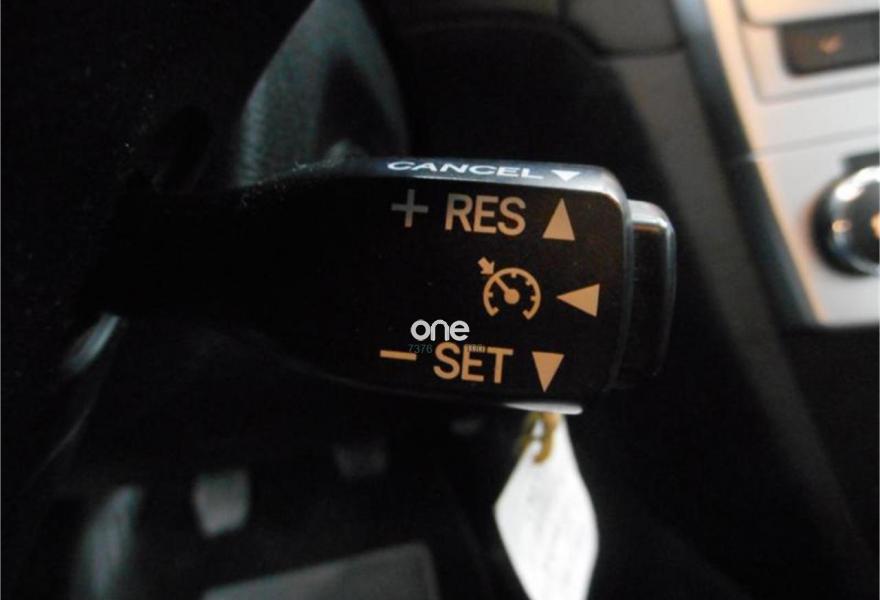 CANCEL
+ RES
one
7376
− SET